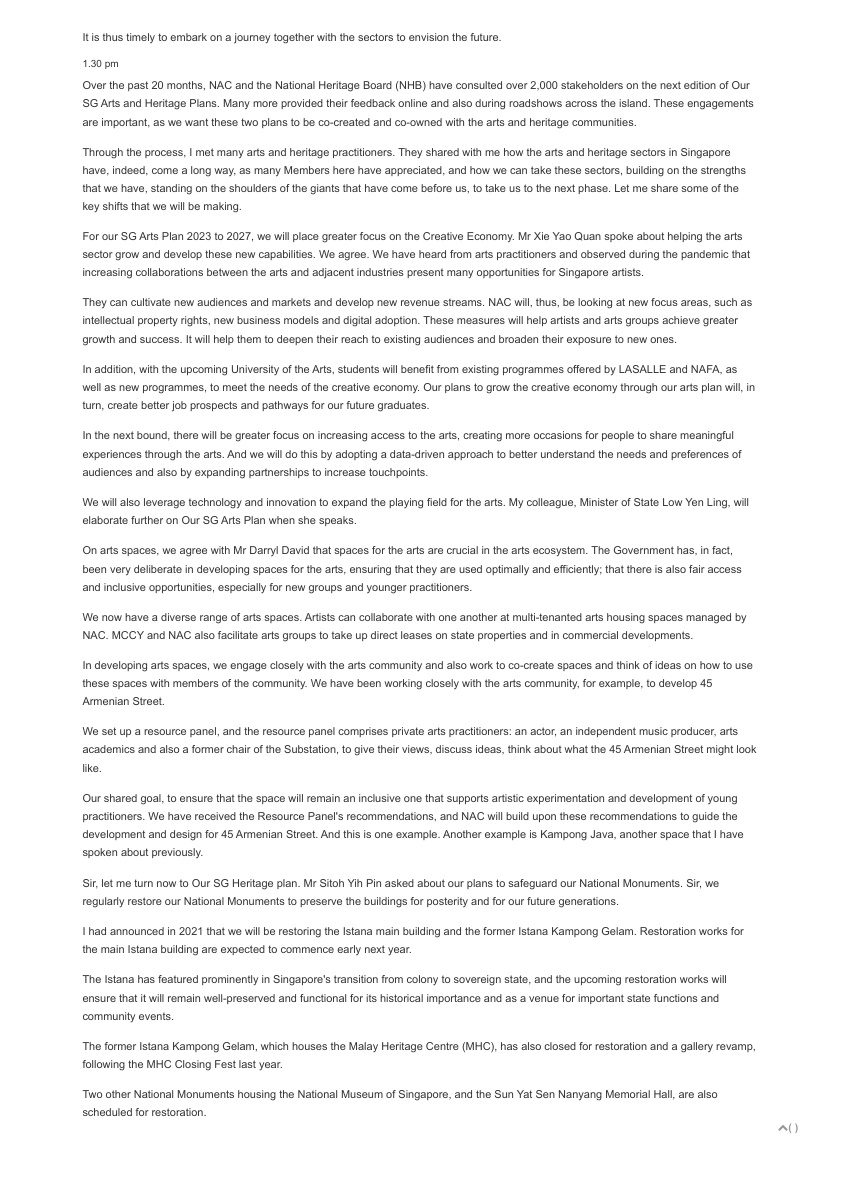 It is thus timely to embark on a journey together with the sectors to envision the future.
1.30 pm
Over the past 20 months, NAC and the National Heritage Board (NHB) have consulted over 2,000 stakeholders on the next edition of Our
SG Arts and Heritage Plans. Many more provided their feedback online and also during roadshows across the island. These engagements
are important, as we want these two plans to be co-created and co-owned with the arts and heritage communities.
Through the process, I met many arts and heritage practitioners. They shared with me how the arts and heritage sectors in Singapore
have, indeed, come a long way, as many Members here have appreciated, and how we can take these sectors, building on the strengths
that we have, standing on the shoulders of the giants that have come before us, to take us to the next phase. Let me share some of the
key shifts that we will be making.
For our SG Arts Plan 2023 to 2027, we will place greater focus on the Creative Economy. Mr Xie Yao Quan spoke about helping the arts
sector grow and develop these new capabilities. We agree. We have heard from arts practitioners and observed during the pandemic that
increasing collaborations between the arts and adjacent industries present many opportunities for Singapore artists.
They can cultivate new audiences and markets and develop new revenue streams. NAC will, thus, be looking at new focus areas, such as
intellectual property rights, new business models and digital adoption. These measures will help artists and arts groups achieve greater
growth and success. It will help them to deepen their reach to existing audiences and broaden their exposure to new ones.
In addition, with the upcoming University of the Arts, students will benefit from existing programmes offered by LASALLE and NAFA, as
well as new programmes, to meet the needs of the creative economy. Our plans to grow the creative economy through our arts plan will, in
turn, create better job prospects and pathways for our future graduates.
In the next bound, there will be greater focus on increasing access to the arts, creating more occasions for people to share meaningful
experiences through the arts. And we will do this by adopting a data-driven approach to better understand the needs and preferences of
audiences and also by expanding partnerships to increase touchpoints.
We will also leverage technology and innovation to expand the playing field for the arts. My colleague, Minister of State Low Yen Ling, will
elaborate further on Our SG Arts Plan when she speaks.
On arts spaces, we agree with Mr Darryl David that spaces for the arts are crucial in the arts ecosystem. The Government has, in fact,
been very deliberate in developing spaces for the arts, ensuring that they are used optimally and efficiently; that there is also fair access
and inclusive opportunities, especially for new groups and younger practitioners.
We now have a diverse range of arts spaces. Artists can collaborate with one another at multi-tenanted arts housing spaces managed by
NAC. MCCY and NAC also facilitate arts groups to take up direct leases on state properties and in commercial developments.
In developing arts spaces, we engage closely with the arts community and also work to co-create spaces and think of ideas on how to use
these spaces with members of the community. We have been working closely with the arts community, for example, to develop 45
Armenian Street.
We set up a resource panel, and the resource panel comprises private arts practitioners: an actor, an independent music producer, arts
academics and also a former chair of the Substation, to give their views, discuss ideas, think about what the 45 Armenian Street might look
like.
Our shared goal, to ensure that the space will remain an inclusive one that supports artistic experimentation and development of young
practitioners. We have received the Resource Panel's recommendations, and NAC will build upon these recommendations to guide the
development and design for 45 Armenian Street. And this is one example. Another example is Kampong Java, another space that I have
spoken about previously.
Sir, let me turn now to Our SG Heritage plan. Mr Sitoh Yih Pin asked about our plans to safeguard our National Monuments. Sir, we
regularly restore our National Monuments to preserve the buildings for posterity and for our future generations.
I had announced in 2021 that we will be restoring the Istana main building and the former Istana Kampong Gelam. Restoration works for
the main Istana building are expected to commence early next year.
The Istana has featured prominently in Singapore's transition from colony to sovereign state, and the upcoming restoration works will
ensure that it will remain well-preserved and functional for its historical importance and as a venue for important state functions and
community events.
The former Istana Kampong Gelam, which houses the Malay Heritage Centre (MHC), has also closed for restoration and a gallery revamp,
following the MHC Closing Fest last year.
Two other National Monuments housing the National Museum of Singapore, and the Sun Yat Sen Nanyang Memorial Hall, are also
scheduled for restoration.
( )